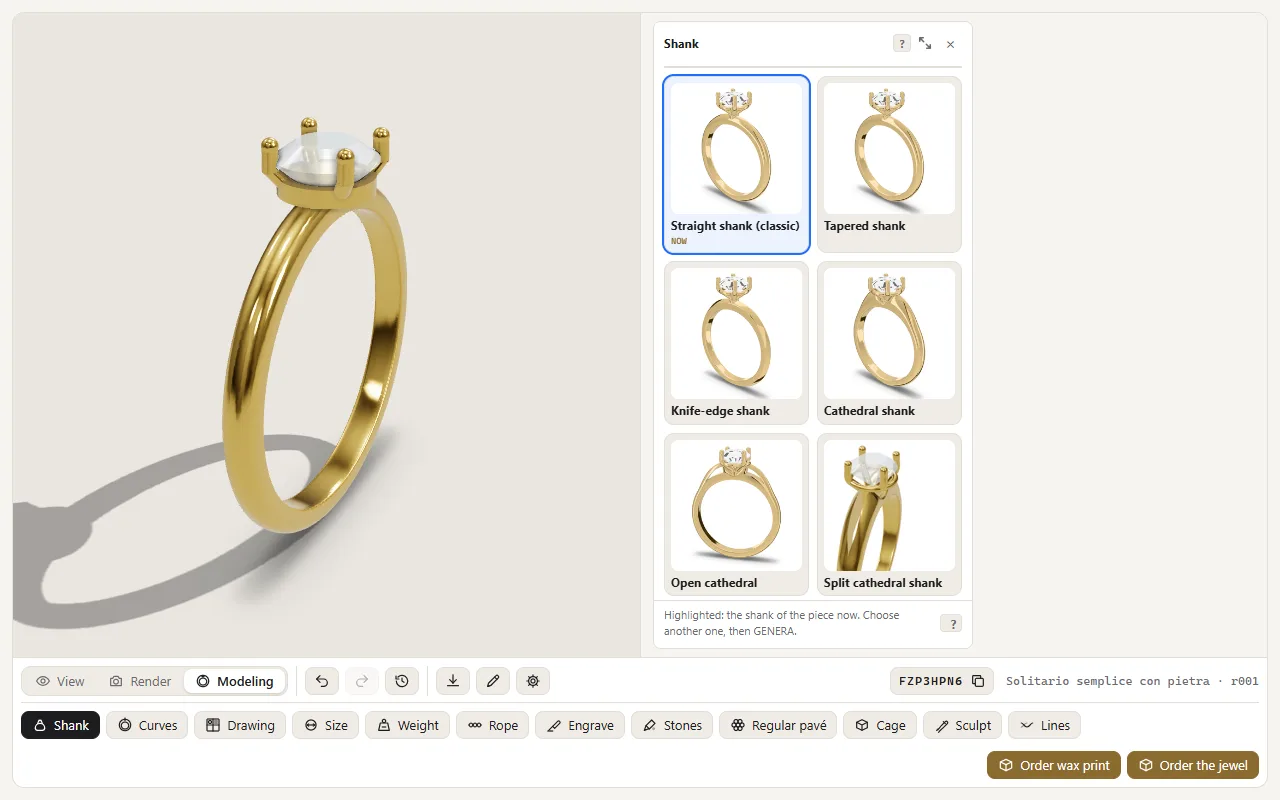 Shank
?
Straight shank (classic)
NOW
Tapered shank
Knife-edge shank
Cathedral shank
Open cathedral
Split cathedral shank
Highlighted: the shank of the piece now. Choose
another one, then GENERA.
?
View
Render
Modeling
FZP3HPN6
Solitario semplice con pietra · r001
Shank
Curves
Drawing
Size
Weight
Rope
Engrave
Stones
Regular pavé
Cage
Sculpt
Lines
Order wax print
Order the jewel